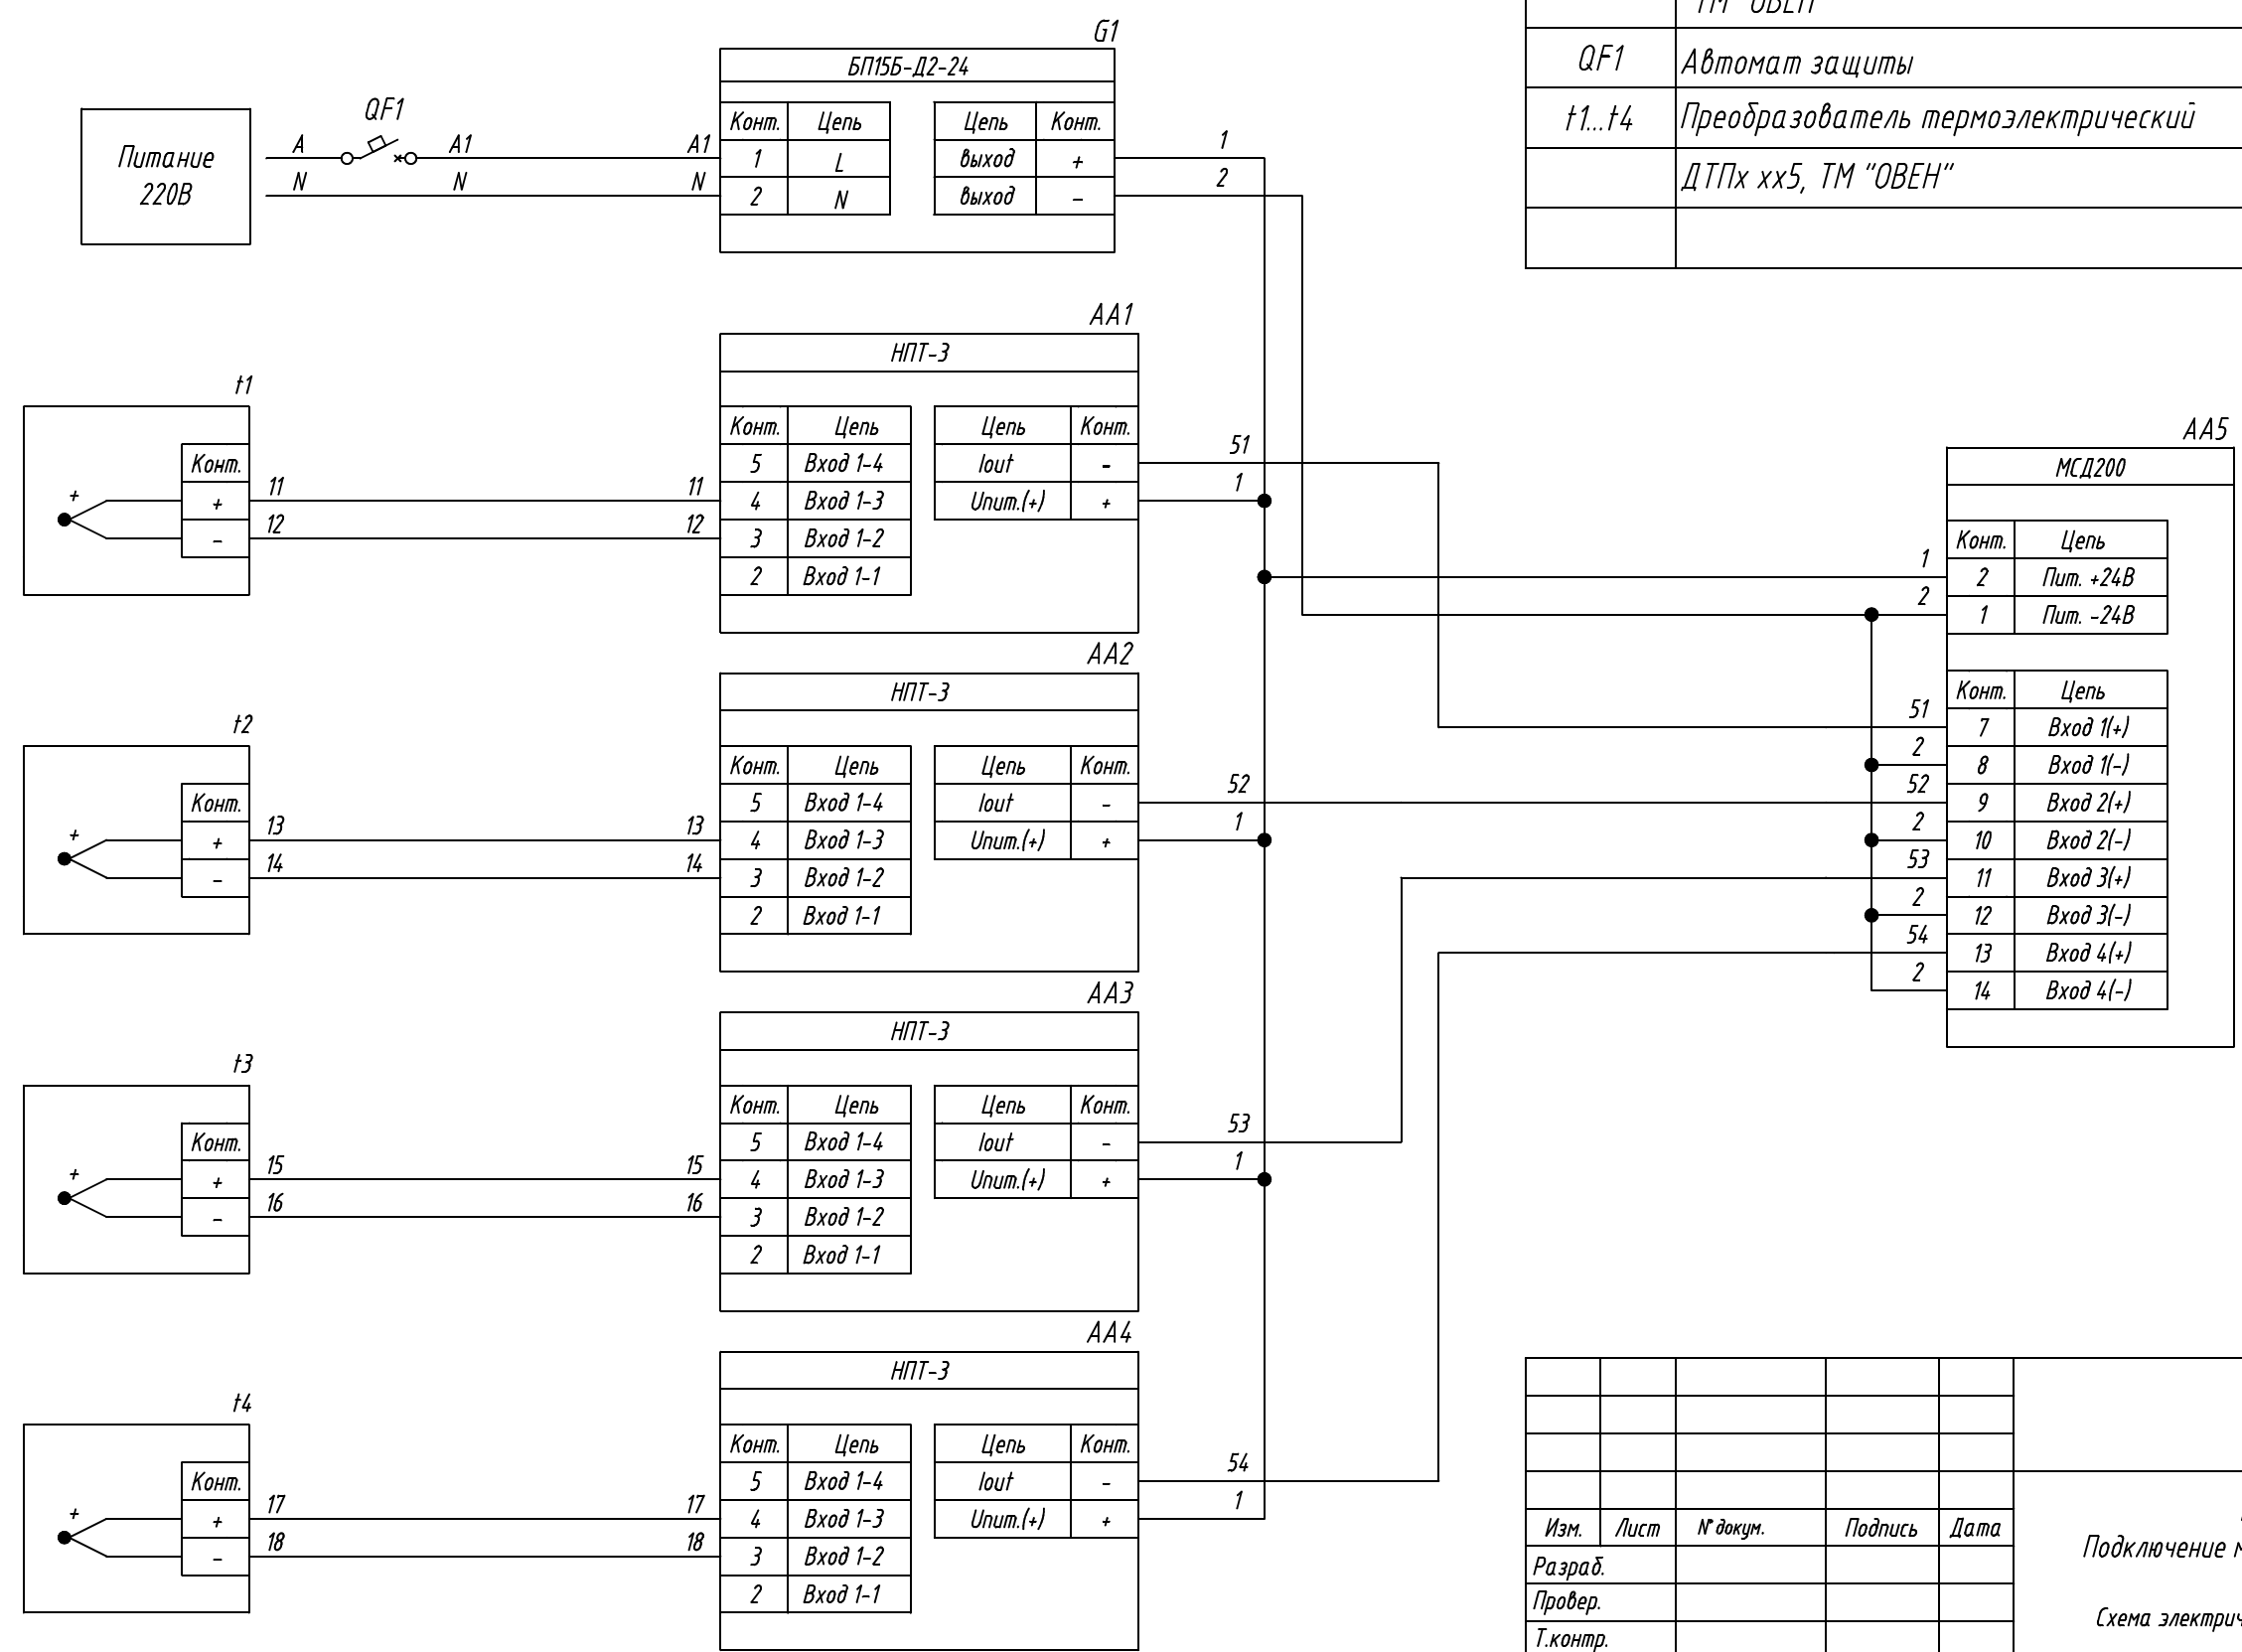 ТМ "ОВЕН"
QF1 Автомат защиты
t1...t4 Преобразователь термоэлектрический
ДТПх хх5, ТМ "ОВЕН"
G1
БП15Б-Д2-24
Конт. Цепь Цепь Конт.
1 L выход +
2 N выход -
Питание
220В
QF1
A A1 A1
N N N
1
2
AA1
НПТ-3
t1
Конт.
+ +
-
11 11
12 12
Конт. Цепь Цепь Конт.
5 Вход 1-4 Iout -
4 Вход 1-3 Uпит.(+) +
3 Вход 1-2
2 Вход 1-1
51
1
AA2
НПТ-3
t2
Конт.
+ +
-
13 13
14 14
Конт. Цепь Цепь Конт.
5 Вход 1-4 Iout -
4 Вход 1-3 Uпит.(+) +
3 Вход 1-2
2 Вход 1-1
52
1
AA3
НПТ-3
t3
Конт.
+ +
-
15 15
16 16
Конт. Цепь Цепь Конт.
5 Вход 1-4 Iout -
4 Вход 1-3 Uпит.(+) +
3 Вход 1-2
2 Вход 1-1
53
1
AA4
НПТ-3
t4
Конт.
+ +
-
17 17
18 18
Конт. Цепь Цепь Конт.
5 Вход 1-4 Iout -
4 Вход 1-3 Uпит.(+) +
3 Вход 1-2
2 Вход 1-1
54
1
AA5
МСД200
Конт. Цепь
1 2 Пит. +24В
2 1 Пит. -24В
Конт. Цепь
51 7 Вход 1(+)
2 8 Вход 1(-)
52 9 Вход 2(+)
2 10 Вход 2(-)
53 11 Вход 3(+)
2 12 Вход 3(-)
54 13 Вход 4(+)
2 14 Вход 4(-)
Изм. Лист № докум. Подпись Дата
Разраб.
Провер.
Т.контр.
Подключение
Схема электрич